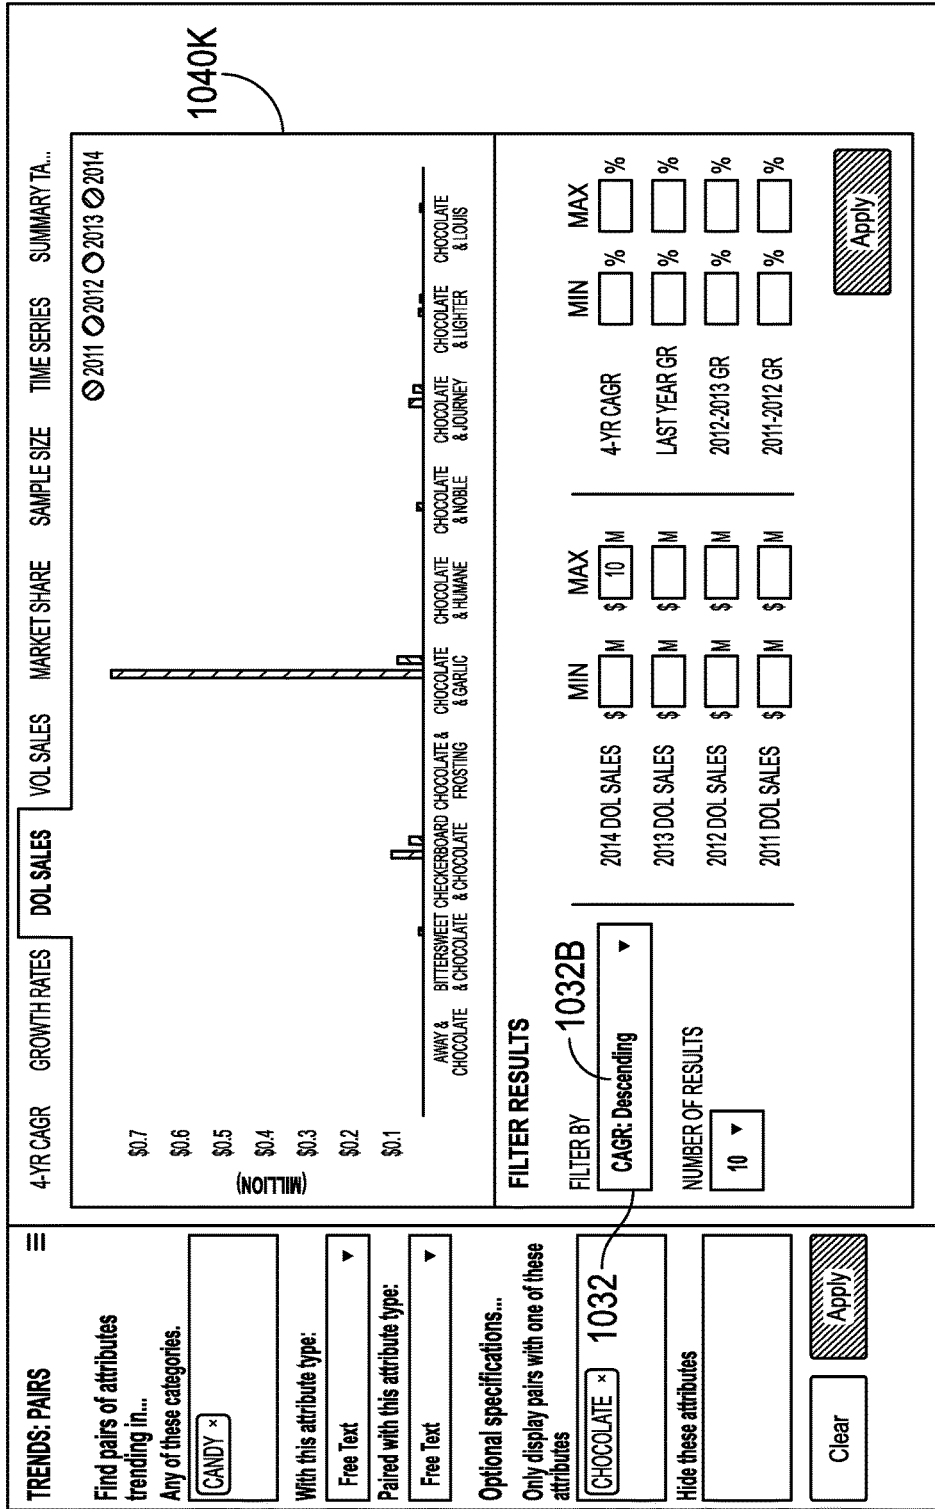 TRENDS: PAIRS
Find pairs of attributes
trending in...
Any of these categories.
CANDY ×
With this attribute type:
Free Text ▼
Paired with this attribute type:
Free Text ▼
Optional specifications...
Only display pairs with one of these
attributes
CHOCOLATE ×
Hide these attributes
Clear Apply
4-YR CAGR GROWTH RATES DOL SALES VOL SALES MARKET SHARE SAMPLE SIZE TIME SERIES SUMMARY TA...
2011 2012 2013 2014
1040K
(MILLION)
$0.7
$0.6
$0.5
$0.4
$0.3
$0.2
$0.1
AWAY &
CHOCOLATE
BITTERSWEET
& CHOCOLATE
CHECKERBOARD
& CHOCOLATE
CHOCOLATE &
FROSTING
CHOCOLATE
& GARLIC
CHOCOLATE
& HUMANE
CHOCOLATE
& NOBLE
CHOCOLATE
& JOURNEY
CHOCOLATE
& LIGHTER
CHOCOLATE
& LOUIS
FILTER RESULTS
FILTER BY
1032B
CAGR: Descending ▼
1032
NUMBER OF RESULTS
10 ▼
MIN MAX
2014 DOL SALES $ M $ 10 M
2013 DOL SALES $ M $ M
2012 DOL SALES $ M $ M
2011 DOL SALES $ M $ M
MIN MAX
4-YR CAGR % %
LAST YEAR GR % %
2012-2013 GR % %
2011-2012 GR % %
Apply